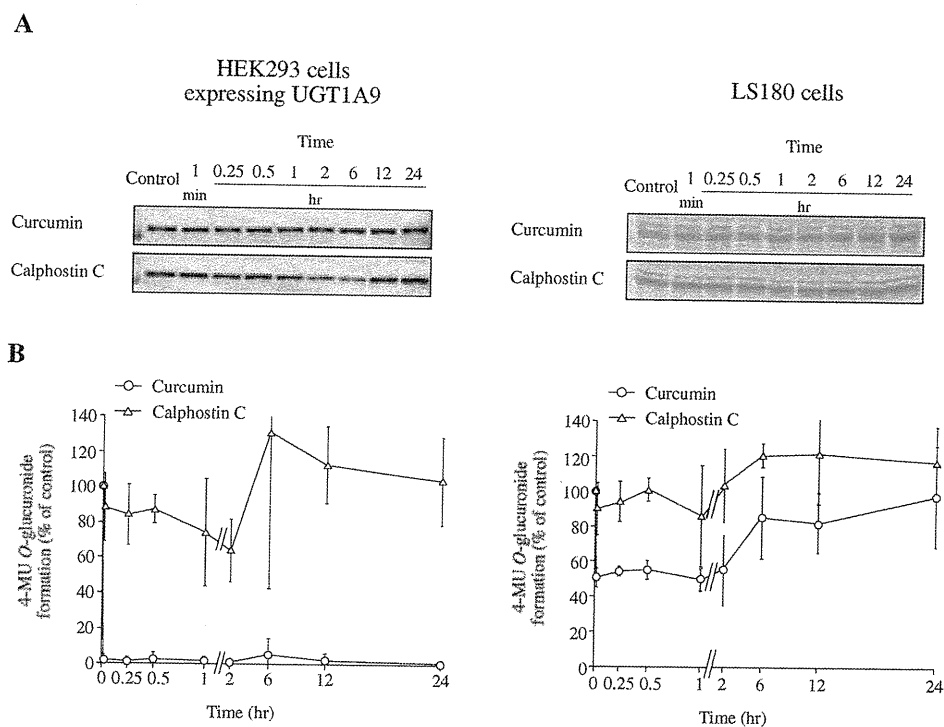 A
HEK293 cells
expressing UGT1A9
Time
Control 1 0.25 0.5 1 2 6 12 24
min hr
Curcumin
Calphostin C
LS180 cells
Time
Control 1 0.25 0.5 1 2 6 12 24
min hr
Curcumin
Calphostin C
B
Curcumin
Calphostin C
4-MU O-glucuronide
formation (% of control)
140
120
100
80
60
40
20
0
0 0.25 0.5 1 2 6 12 24
Time (hr)
Curcumin
Calphostin C
4-MU O-glucuronide
formation (% of control)
140
120
100
80
60
40
20
0
0 0.25 0.5 1 2 6 12 24
Time (hr)